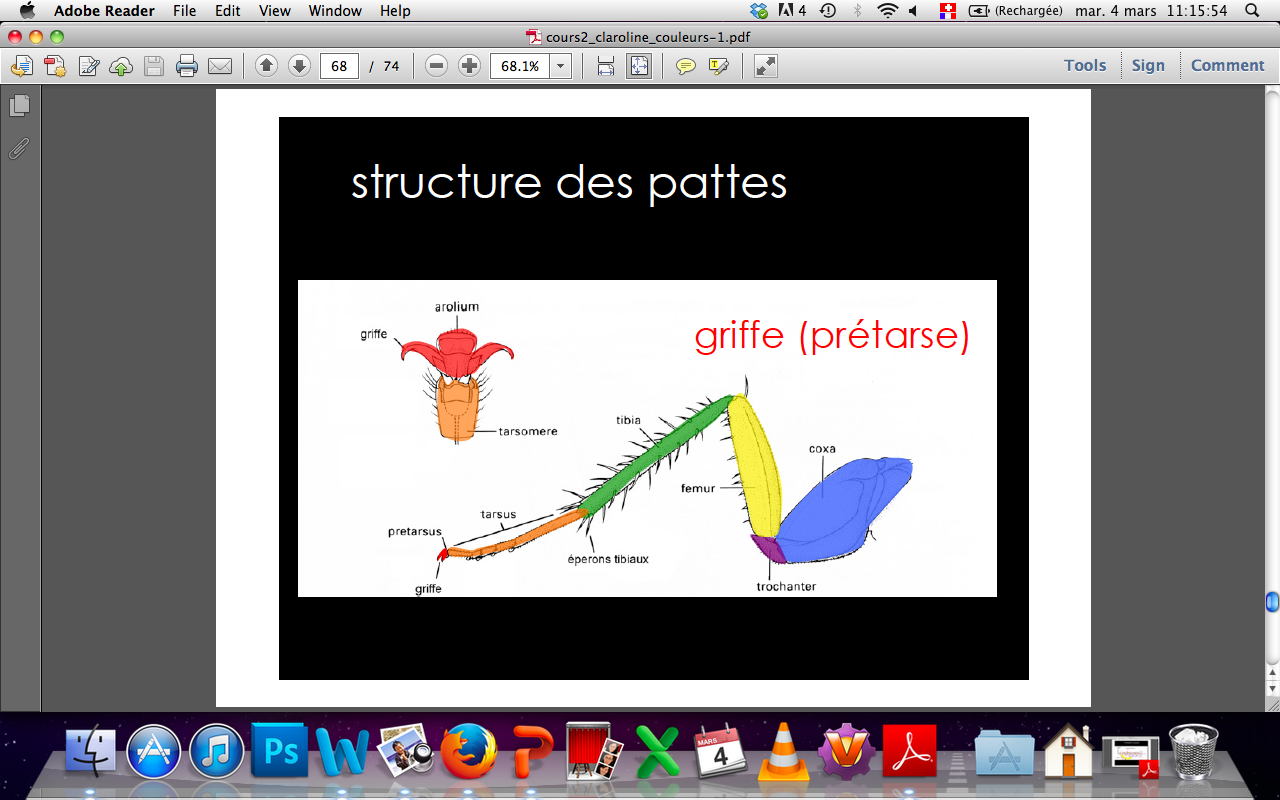 Adobe Reader File Edit View Window Help 4 (Rechargée) mar. 4 mars 11:15:54
cours2_claroline_couleurs-1.pdf
68 / 74 68.1% Tools Sign Comment
structure des pattes
arolium
griffe
griffe (prétarse)
tarsomere
tibia
coxa
femur
tarsus
pretarsus
éperons tibiaux
griffe
trochanter
Ps
MARS
4